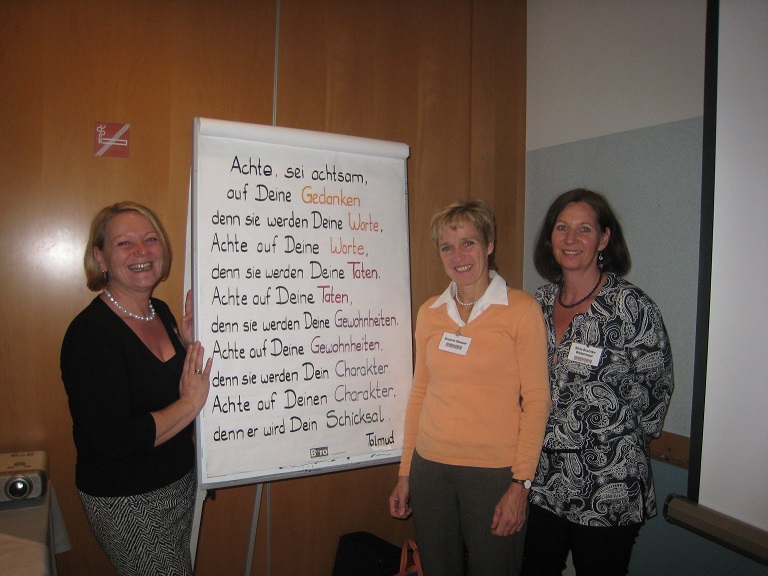 Achte, sei achtsam,
auf Deine Gedanken
denn sie werden Deine Worte,
Achte auf Deine Worte,
denn sie werden Deine Taten.
Achte auf Deine Taten,
denn sie werden Deine Gewohnheiten.
Achte auf Deine Gewohnheiten,
denn sie werden Dein Charakter
Achte auf Deinen Charakter,
denn er wird Dein Schicksal.
Talmud